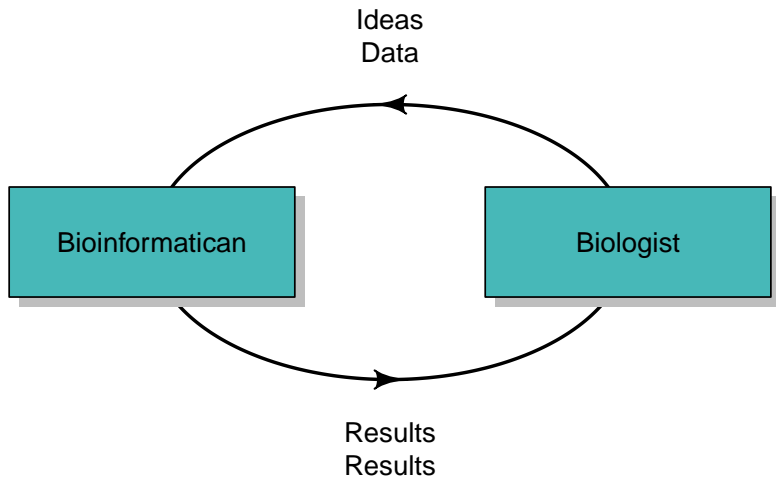 Ideas
Data
Bioinformatican
Biologist
Results
Results